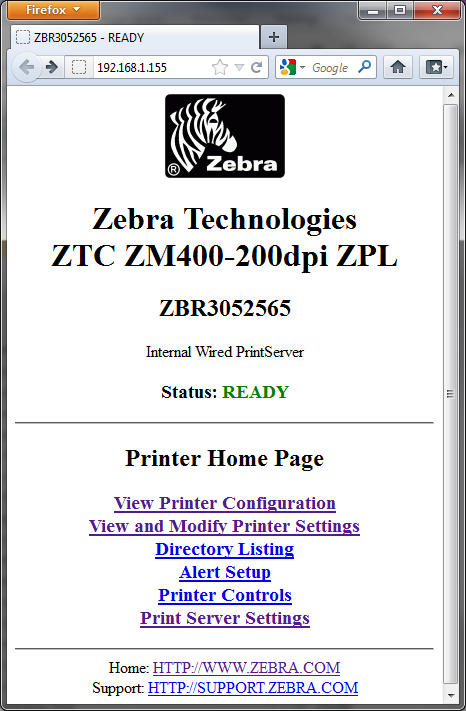 Firefox
ZBR3052565 - READY
192.168.1.155
Google
® Zebra
Zebra Technologies
ZTC ZM400-200dpi ZPL
ZBR3052565
Internal Wired PrintServer
Status: READY
Printer Home Page
View Printer Configuration
View and Modify Printer Settings
Directory Listing
Alert Setup
Printer Controls
Print Server Settings
Home: HTTP://WWW.ZEBRA.COM
Support: HTTP://SUPPORT.ZEBRA.COM